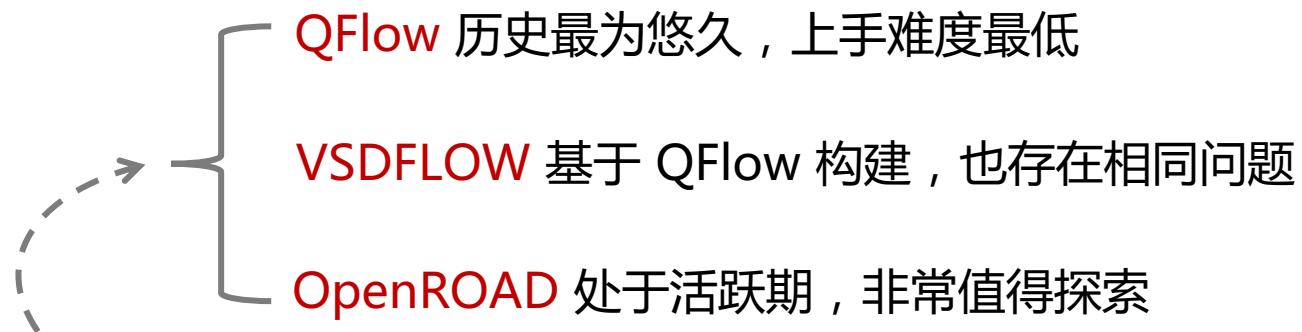 QFlow 历史最为悠久，上手难度最低
VSDFLOW 基于 QFlow 构建，也存在相同问题
OpenROAD 处于活跃期，非常值得探索